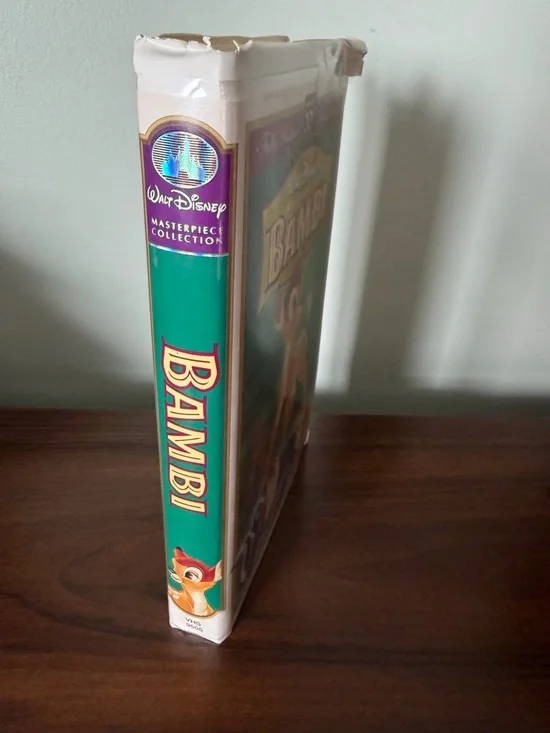 Walt Disney
MASTERPIECE
COLLECTION
BAMBI
VHS
9505
BAMBI